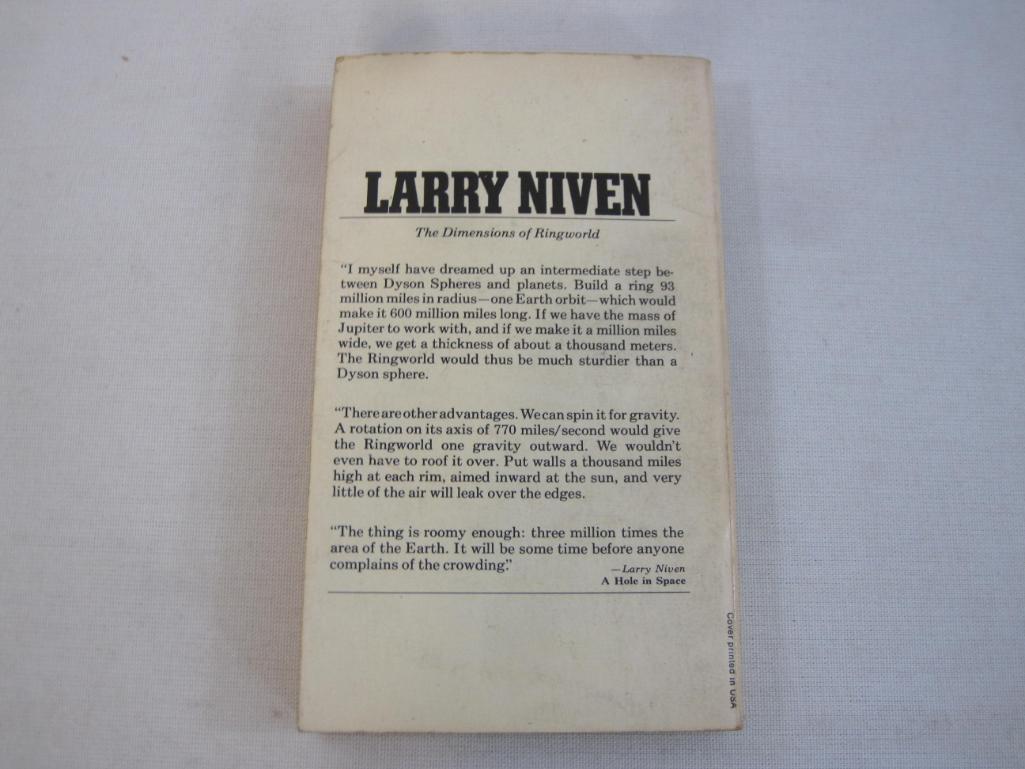 LARRY NIVEN
The Dimensions of Ringworld
"I myself have dreamed up an intermediate step be-
tween Dyson Spheres and planets. Build a ring 93
million miles in radius—one Earth orbit—which would
make it 600 million miles long. If we have the mass of
Jupiter to work with, and if we make it a million miles
wide, we get a thickness of about a thousand meters.
The Ringworld would thus be much sturdier than a
Dyson sphere.
"There are other advantages. We can spin it for gravity.
A rotation on its axis of 770 miles/second would give
the Ringworld one gravity outward. We wouldn't
even have to roof it over. Put walls a thousand miles
high at each rim, aimed inward at the sun, and very
little of the air will leak over the edges.
"The thing is roomy enough: three million times the
area of the Earth. It will be some time before anyone
complains of the crowding."
—Larry Niven
A Hole in Space
Cover printed in USA